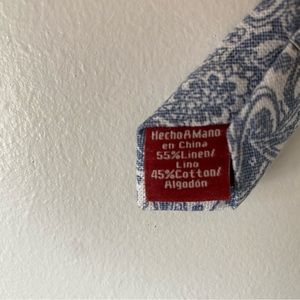 Hecho A Mano
en China
55%Linen/
Lino
45%Cotton/
Algodón